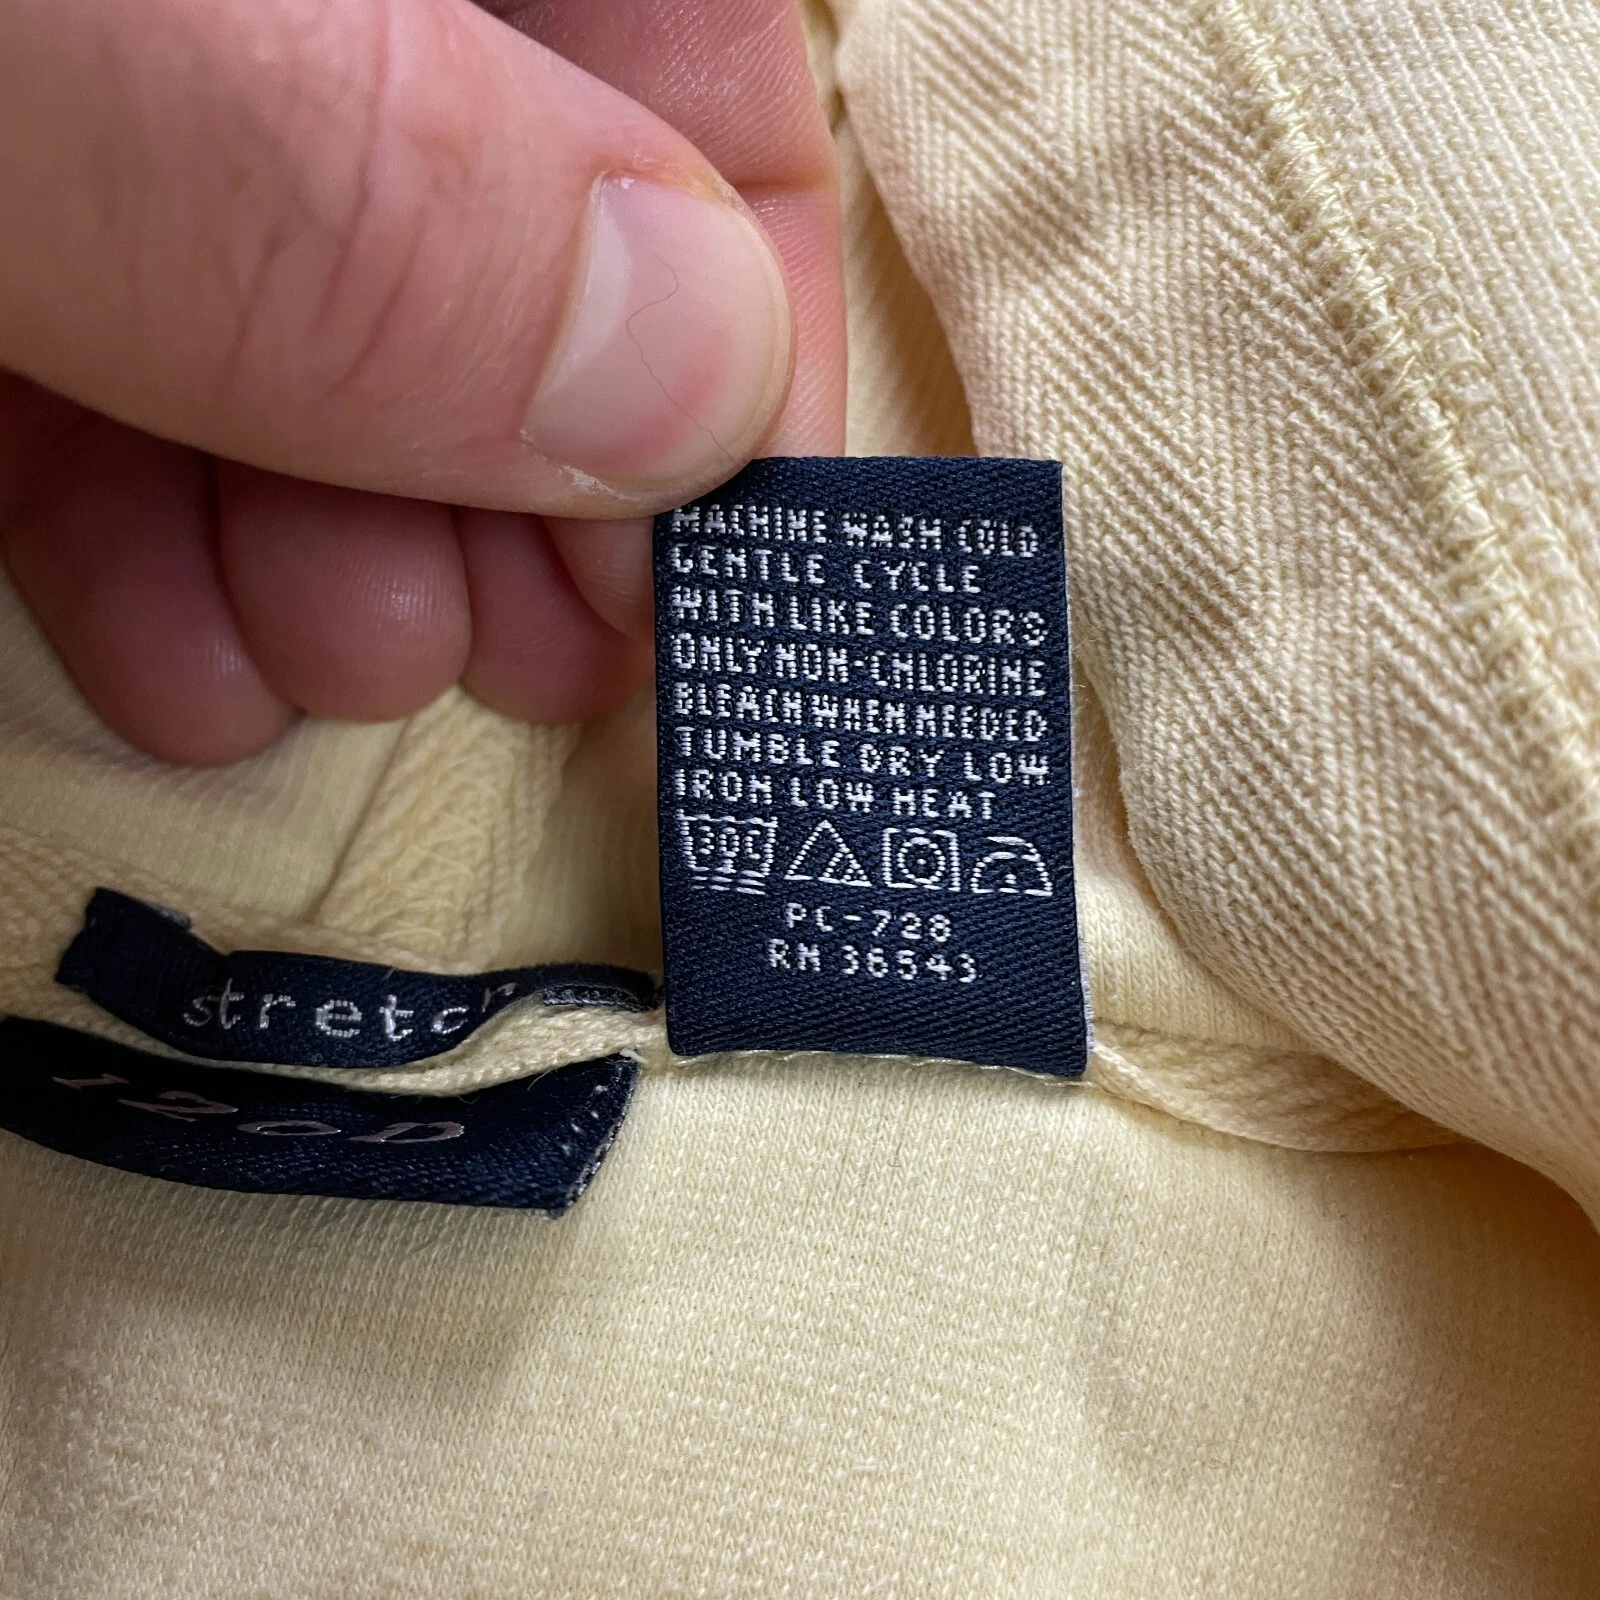 MACHINE WASH COLD
GENTLE CYCLE
WITH LIKE COLORS
ONLY NON-CHLORINE
BLEACH WHEN NEEDED
TUMBLE DRY LOW
IRON LOW HEAT
30C
PC-728
RN 36543
stretch
IZOD